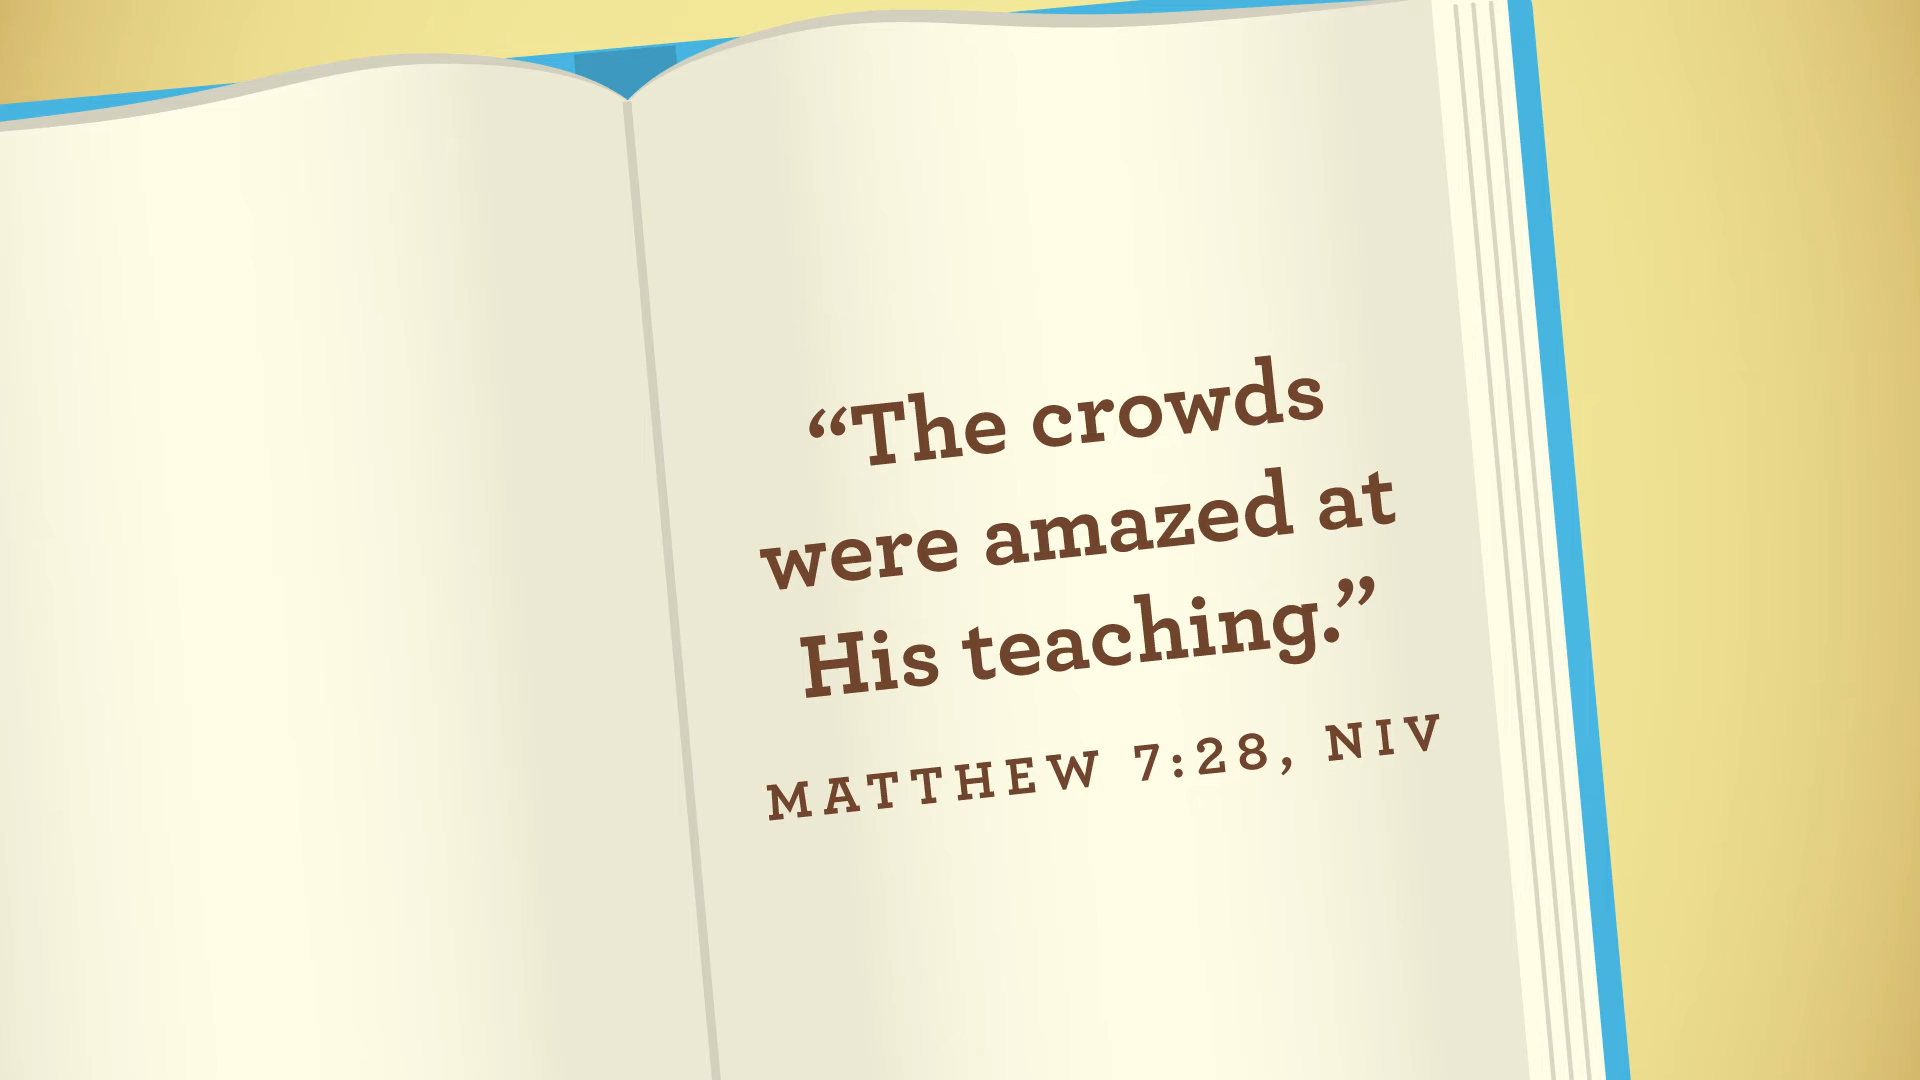 “The crowds
were amazed at
His teaching.”
MATTHEW 7:28, NIV